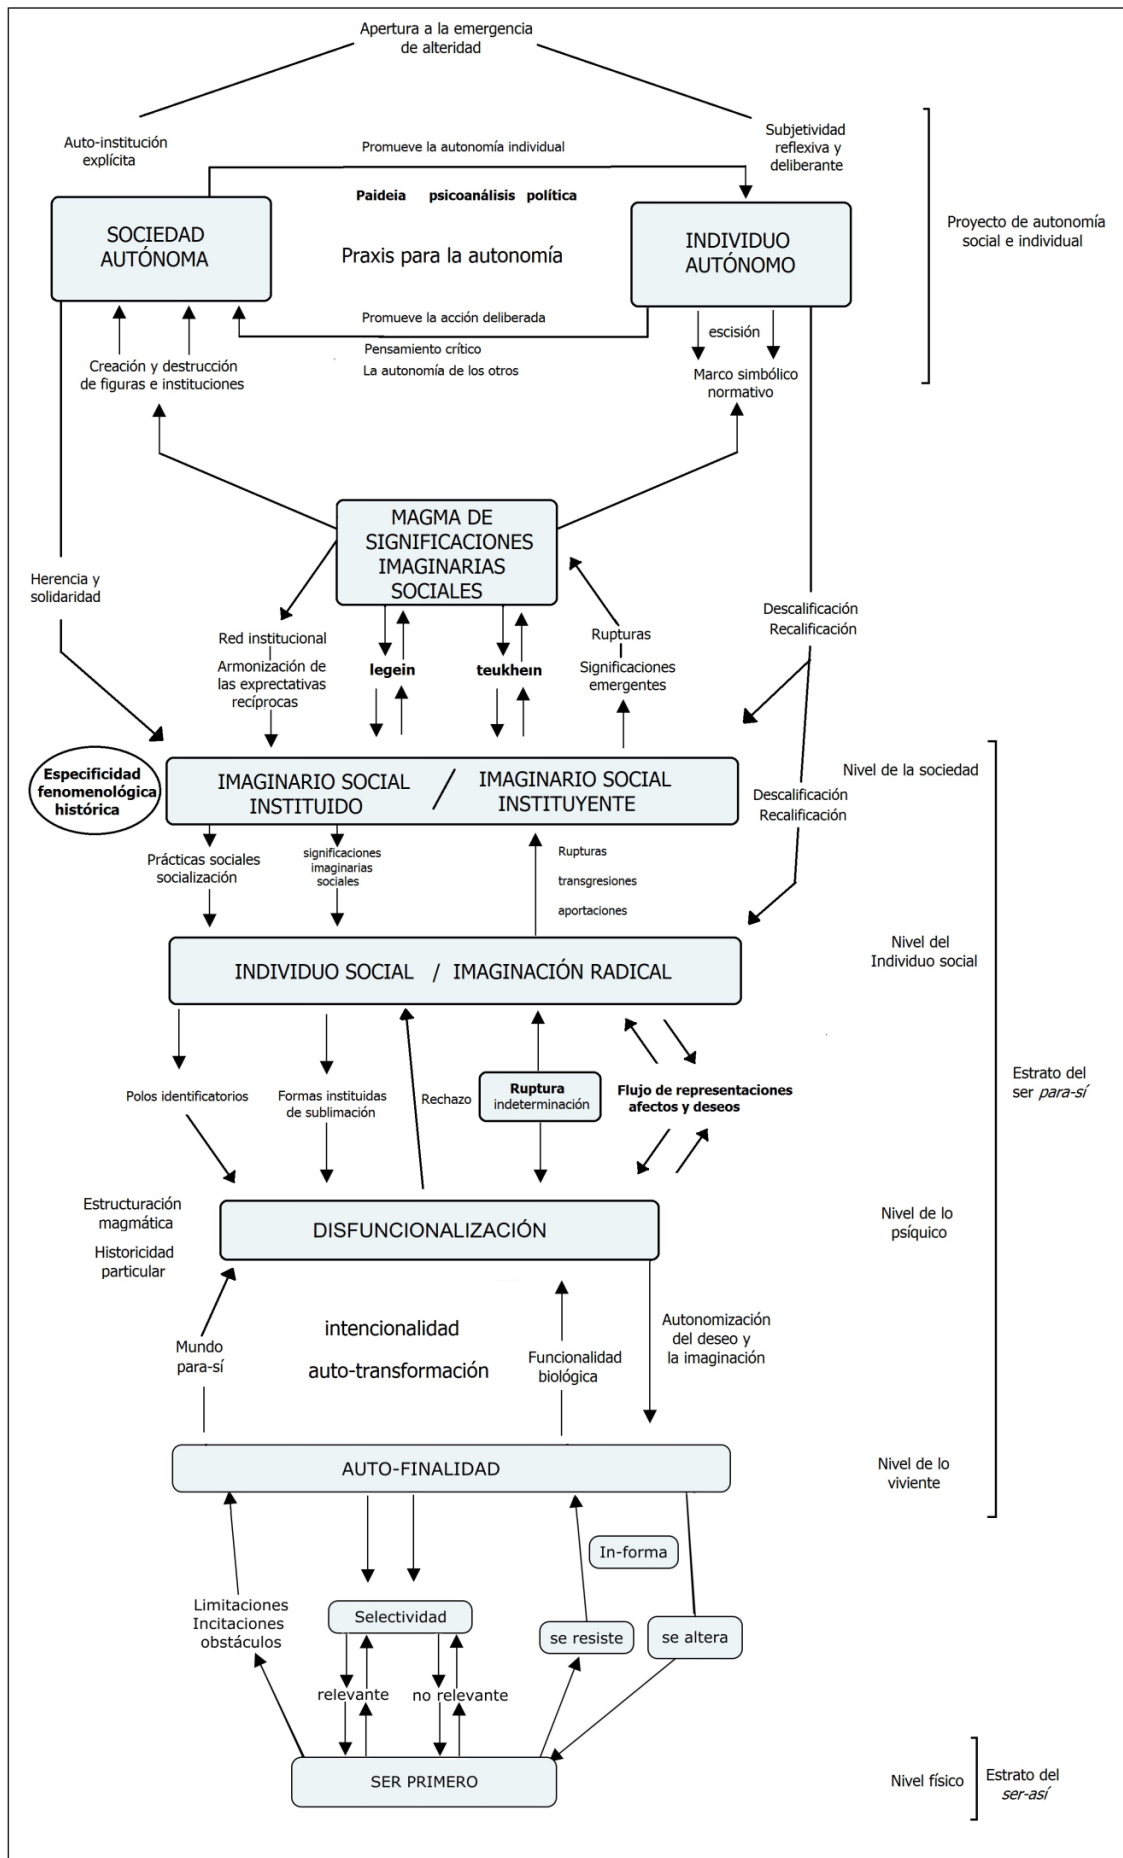 Apertura a la emergencia
de alteridad
Auto-institución
explícita
Promueve la autonomía individual
Subjetividad
reflexiva y
deliberante
Paideia psicoanálisis política
SOCIEDAD
AUTÓNOMA
Praxis para la autonomía
INDIVIDUO
AUTÓNOMO
Proyecto de autonomía
social e individual
Promueve la acción deliberada
Pensamiento crítico
La autonomía de los otros
escisión
Creación y destrucción
de figuras e instituciones
Marco simbólico
normativo
MAGMA DE
SIGNIFICACIONES
IMAGINARIAS
SOCIALES
Herencia y
solidaridad
Descalificación
Recalificación
Red institucional
Armonización de
las exprectativas
recíprocas
legein
teukhein
Rupturas
Significaciones
emergentes
Especificidad
fenomenológica
histórica
IMAGINARIO SOCIAL
INSTITUIDO
/
IMAGINARIO SOCIAL
INSTITUYENTE
Nivel de la sociedad
Descalificación
Recalificación
Prácticas sociales
socialización
significaciones
imaginarias
sociales
Rupturas
transgresiones
aportaciones
INDIVIDUO SOCIAL / IMAGINACIÓN RADICAL
Nivel del
Individuo social
Polos identificatorios
Formas instituidas
de sublimación
Rechazo
Ruptura
indeterminación
Flujo de representaciones
afectos y deseos
Estrato del
ser para-sí
Estructuración
magmática
Historicidad
particular
DISFUNCIONALIZACIÓN
Nivel de lo
psíquico
Mundo
para-sí
intencionalidad
auto-transformación
Funcionalidad
biológica
Autonomización
del deseo y
la imaginación
AUTO-FINALIDAD
Nivel de lo
viviente
In-forma
Limitaciones
Incitaciones
obstáculos
Selectividad
se resiste
se altera
relevante
no relevante
SER PRIMERO
Nivel físico
Estrato del
ser-así